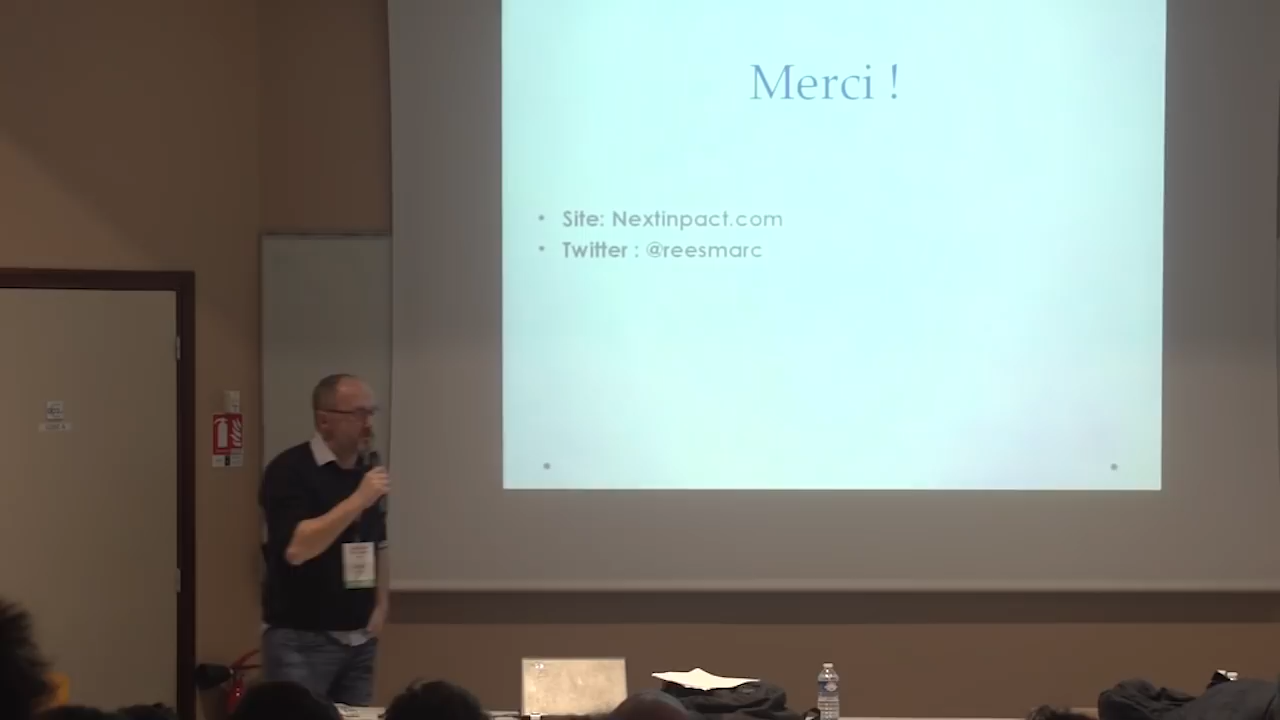 Merci !
• Site: Nextinpact.com
• Twitter : @reesmarc